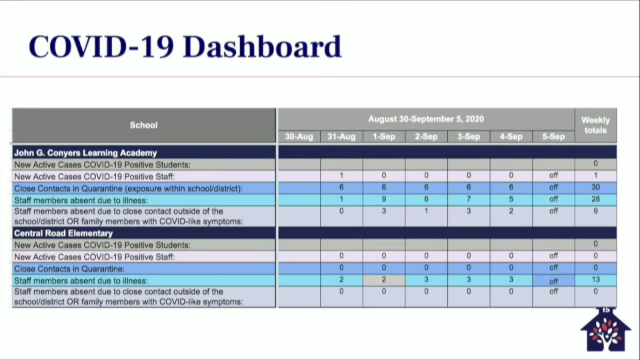 COVID-19 Dashboard
School
August 30-September 5, 2020
Weekly totals
30-Aug 31-Aug 1-Sep 2-Sep 3-Sep 4-Sep 5-Sep
John G. Conyers Learning Academy
New Active Cases COVID-19 Positive Students: 0
New Active Cases COVID-19 Positive Staff: 1 0 0 0 0 off 1
Close Contacts in Quarantine (exposure within school/district): 6 6 6 6 6 off 30
Staff members absent due to illness: 1 9 6 7 5 off 28
Staff members absent due to close contact outside of the 0 3 1 3 2 off 9
school/district OR family members with COVID-like symptoms:
Central Road Elementary
New Active Cases COVID-19 Positive Students: 0
New Active Cases COVID-19 Positive Staff: 0 0 0 0 0 off 0
Close Contacts in Quarantine: 0 0 0 0 0 off 0
Staff members absent due to illness: 2 2 3 3 3 off 13
Staff members absent due to close contact outside of the 0 0 0 0 0 off 0
school/district OR family members with COVID-like symptoms:
15